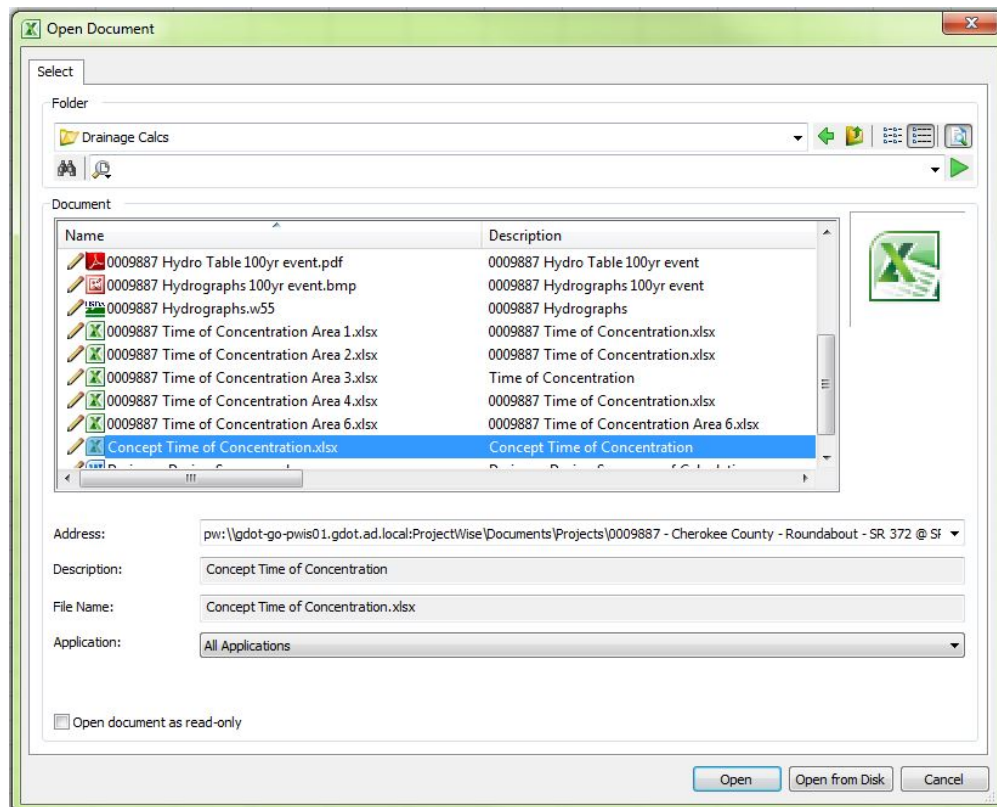 Open Document
Select
Folder
Drainage Calcs
Document
Name Description
0009887 Hydro Table 100yr event.pdf 0009887 Hydro Table 100yr event
0009887 Hydrographs 100yr event.bmp 0009887 Hydrographs 100yr event
0009887 Hydrographs.w55 0009887 Hydrographs
0009887 Time of Concentration Area 1.xlsx 0009887 Time of Concentration.xlsx
0009887 Time of Concentration Area 2.xlsx 0009887 Time of Concentration.xlsx
0009887 Time of Concentration Area 3.xlsx Time of Concentration
0009887 Time of Concentration Area 4.xlsx 0009887 Time of Concentration.xlsx
0009887 Time of Concentration Area 6.xlsx 0009887 Time of Concentration Area 6.xlsx
Concept Time of Concentration.xlsx Concept Time of Concentration
Address: pw:\\gdot-go-pwis01.gdot.ad.local:ProjectWise\Documents\Projects\0009887 - Cherokee County - Roundabout - SR 372 @ SF
Description: Concept Time of Concentration
File Name: Concept Time of Concentration.xlsx
Application: All Applications
Open document as read-only
Open Open from Disk Cancel